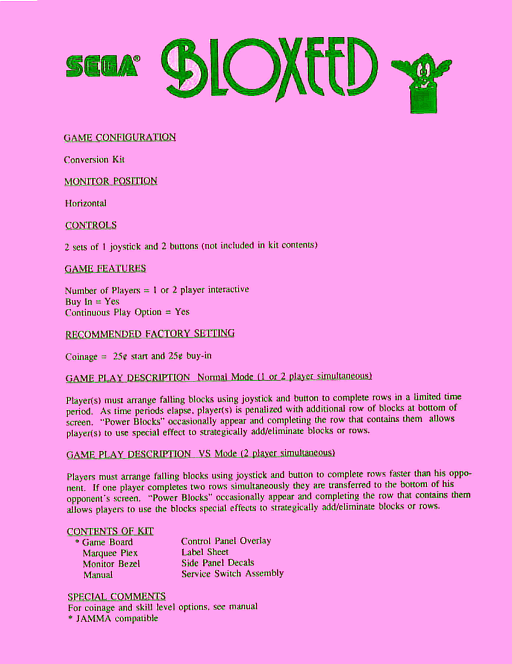 SEGA® BLOXEED
GAME CONFIGURATION
Conversion Kit
MONITOR POSITION
Horizontal
CONTROLS
2 sets of 1 joystick and 2 buttons (not included in kit contents)
GAME FEATURES
Number of Players = 1 or 2 player interactive
Buy In = Yes
Continuous Play Option = Yes
RECOMMENDED FACTORY SETTING
Coinage = 25¢ start and 25¢ buy-in
GAME PLAY DESCRIPTION Normal Mode (1 or 2 player simultaneous)
Player(s) must arrange falling blocks using joystick and button to complete rows in a limited time
period. As time periods elapse, player(s) is penalized with additional row of blocks at bottom of
screen. “Power Blocks” occasionally appear and completing the row that contains them allows
player(s) to use special effect to strategically add/eliminate blocks or rows.
GAME PLAY DESCRIPTION VS Mode (2 player simultaneous)
Players must arrange falling blocks using joystick and button to complete rows faster than his oppo-
nent. If one player completes two rows simultaneously they are transferred to the bottom of his
opponent's screen. “Power Blocks” occasionally appear and completing the row that contains them
allows players to use the blocks special effects to strategically add/eliminate blocks or rows.
CONTENTS OF KIT
* Game Board Control Panel Overlay
Marquee Plex Label Sheet
Monitor Bezel Side Panel Decals
Manual Service Switch Assembly
SPECIAL COMMENTS
For coinage and skill level options, see manual
* JAMMA compatible